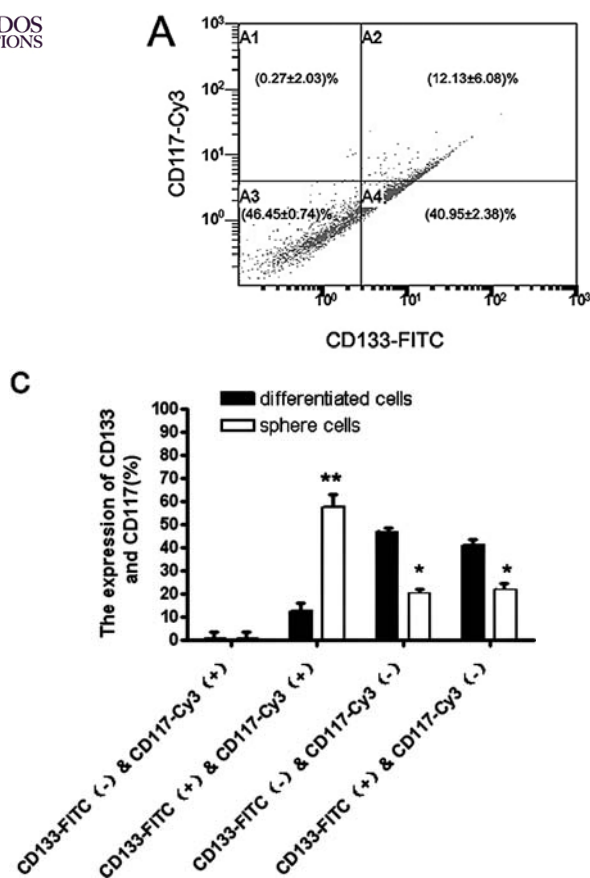 DOS
TIONS
A
A1
A2
(0.27±2.03)%
(12.13±6.08)%
A3
A4
(46.45±0.74)%
(40.95±2.38)%
10³
10²
10¹
10⁰
CD117-Cy3
10⁰
10¹
10²
10³
CD133-FITC
C
differentiated cells
sphere cells
The expression of CD133
and CD117(%)
100
90
80
70
60
50
40
30
20
10
0
**
*
*
CD133-FITC (-) & CD117-Cy3 (+)
CD133-FITC (+) & CD117-Cy3 (+)
CD133-FITC (-) & CD117-Cy3 (-)
CD133-FITC (+) & CD117-Cy3 (-)